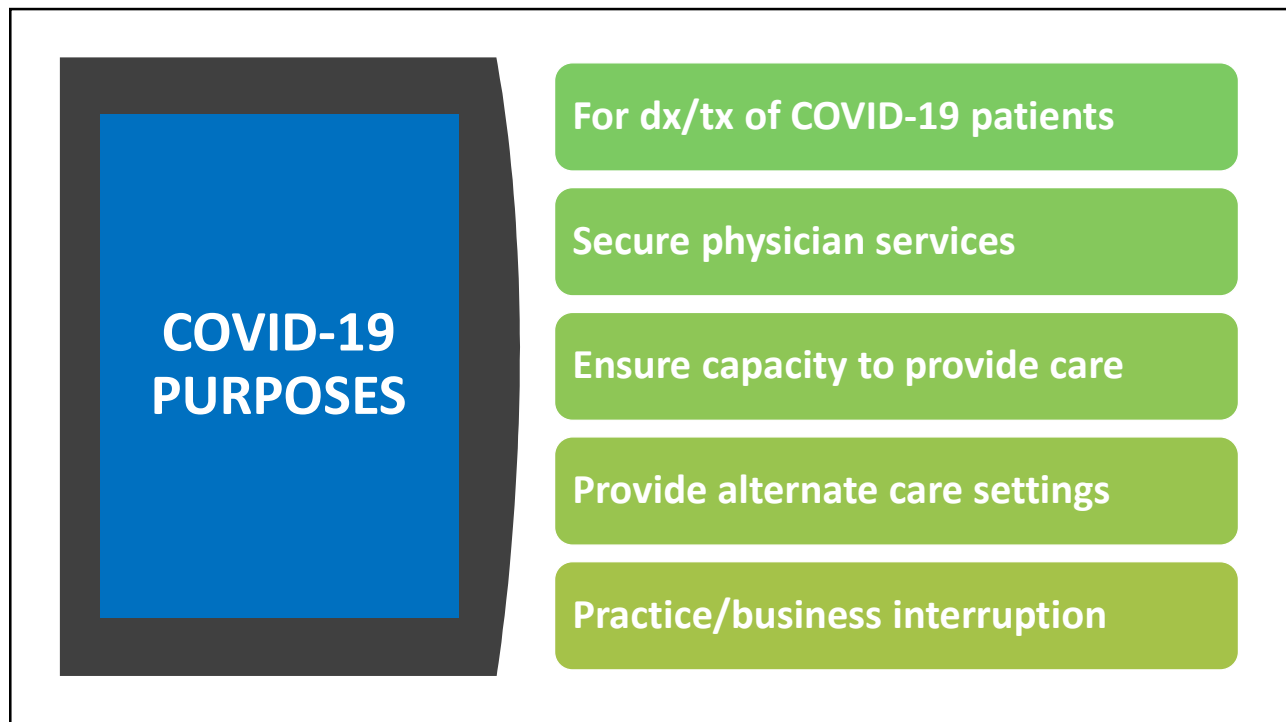 COVID-19
PURPOSES
For dx/tx of COVID-19 patients
Secure physician services
Ensure capacity to provide care
Provide alternate care settings
Practice/business interruption